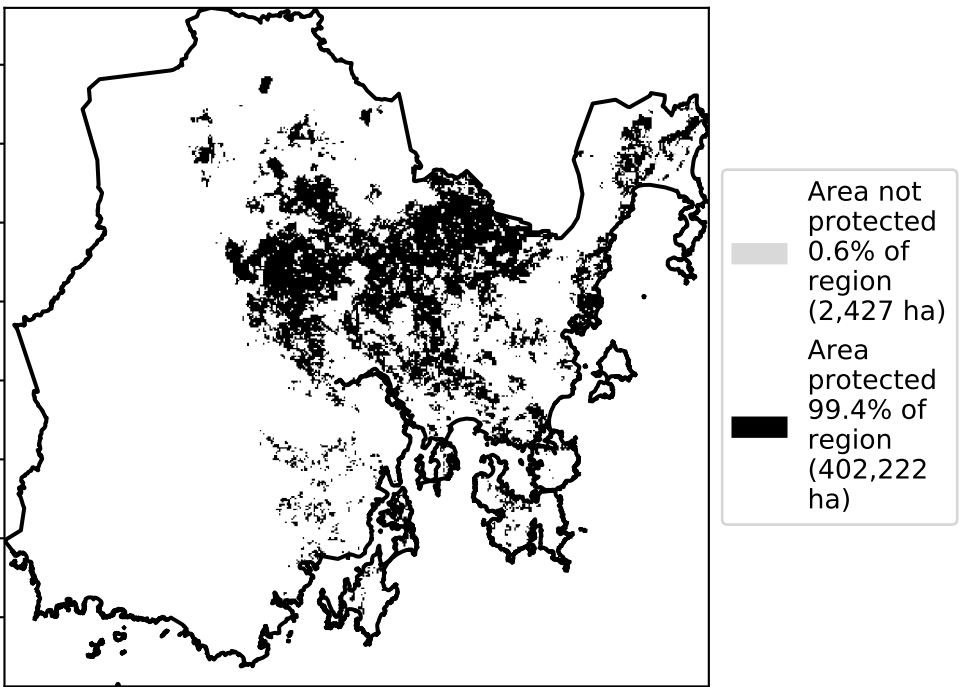 Area not
protected
0.6% of
region
(2,427 ha)
Area
protected
99.4% of
region
(402,222
ha)